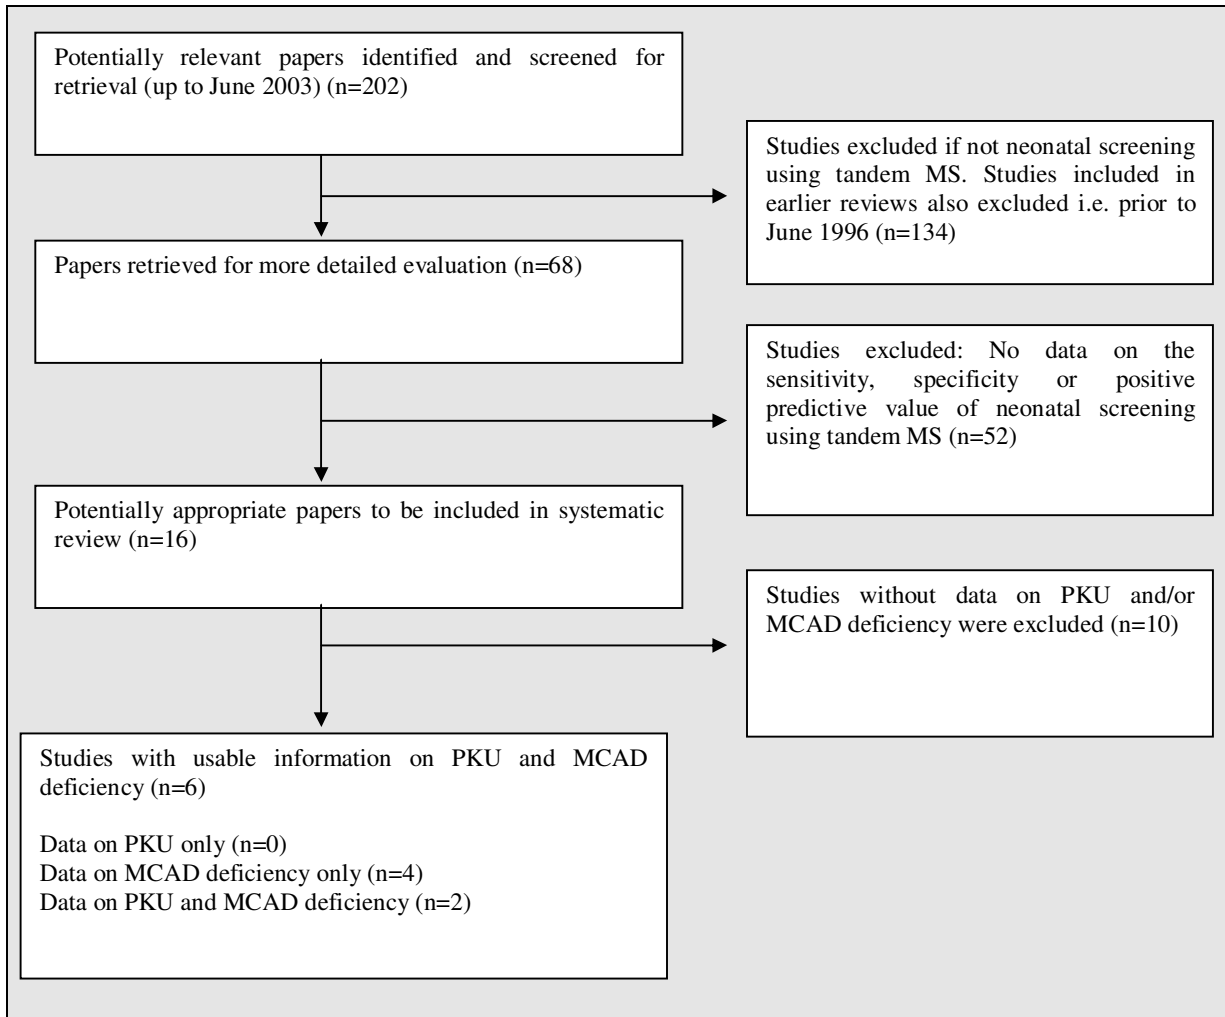 Potentially relevant papers identified and screened for
retrieval (up to June 2003) (n=202)
Studies excluded if not neonatal screening
using tandem MS. Studies included in
earlier reviews also excluded i.e. prior to
June 1996 (n=134)
Papers retrieved for more detailed evaluation (n=68)
Studies excluded: No data on the
sensitivity, specificity or positive
predictive value of neonatal screening
using tandem MS (n=52)
Potentially appropriate papers to be included in systematic
review (n=16)
Studies without data on PKU and/or
MCAD deficiency were excluded (n=10)
Studies with usable information on PKU and MCAD
deficiency (n=6)
Data on PKU only (n=0)
Data on MCAD deficiency only (n=4)
Data on PKU and MCAD deficiency (n=2)